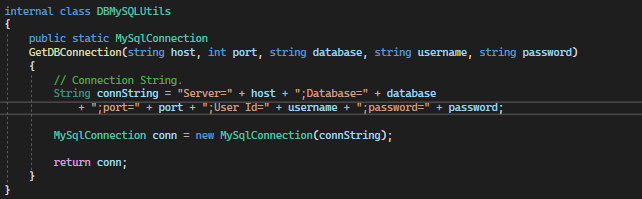 internal class DBMySQLUtils
{
public static MySqlConnection
GetDBConnection(string host, int port, string database, string username, string password)
{
// Connection String.
String connString = "Server=" + host + ";Database=" + database
+ ";port=" + port + ";User Id=" + username + ";password=" + password;
MySqlConnection conn = new MySqlConnection(connString);
return conn;
}
}